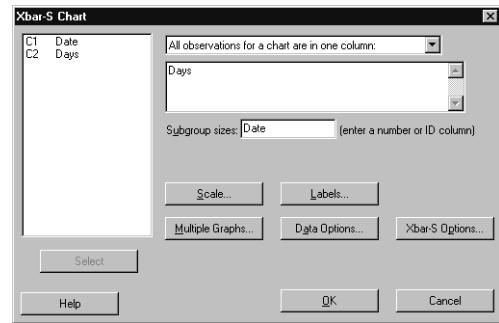 Xbar-S Chart
C1 Date
C2 Days
All observations for a chart are in one column:
Days
Subgroup sizes: Date (enter a number or ID column)
Scale... Labels...
Multiple Graphs... Data Options... Xbar-S Options...
Select
Help OK Cancel